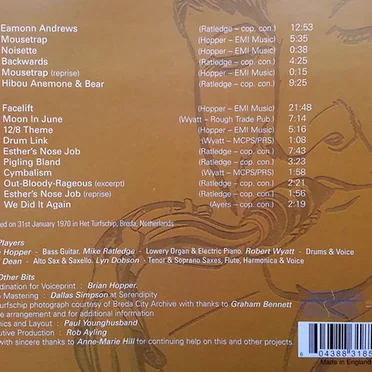 Eamonn Andrews (Ratledge – cop. con.) 12:53
Mousetrap (Hopper – EMI Music) 5:35
Noisette (Hopper – EMI Music) 0:38
Backwards (Ratledge – cop. con.) 4:26
Mousetrap (reprise) (Hopper – EMI Music) 0:15
Hibou Anemone & Bear (Ratledge – cop. con.) 9:25
Facelift (Hopper – EMI Music) 21:48
Moon In June (Wyatt – Rough Trade Pub.) 7:14
12/8 Theme (Hopper – EMI Music) 5:16
Drum Link (Wyatt – MCPS/PRS) 1:08
Esther's Nose Job (Ratledge – cop. con.) 7:43
Pigling Bland (Ratledge – cop. con.) 3:23
Cymbalism (Wyatt – MCPS/PRS) 1:58
Out-Bloody-Rageous (excerpt) (Ratledge – cop. con.) 2:21
Esther's Nose Job (reprise) (Ratledge – cop. con.) 1:56
We Did It Again (Ayers – cop. con.) 2:19
ed on 31st January 1970 in Het Turfschip, Breda, Netherlands
Players
Hopper - Bass Guitar. Mike Ratledge - Lowery Organ & Electric Piano. Robert Wyatt - Drums & Voice
Dean - Alto Sax & Saxello. Lyn Dobson - Tenor & Soprano Saxes, Flute, Harmonica & Voice
Other Bits
dination for Voiceprint : Brian Hopper.
Mastering : Dallas Simpson at Serendipity
Turfschip photograph courtesy of Breda City Archive with thanks to Graham Bennett
e arrangement and for additional information
ics and Layout : Paul Younghusband
utive Production : Rob Ayling
with sincere thanks to Anne-Marie Hill for continuing help on this and other projects.
6 04388 3185
Made in England